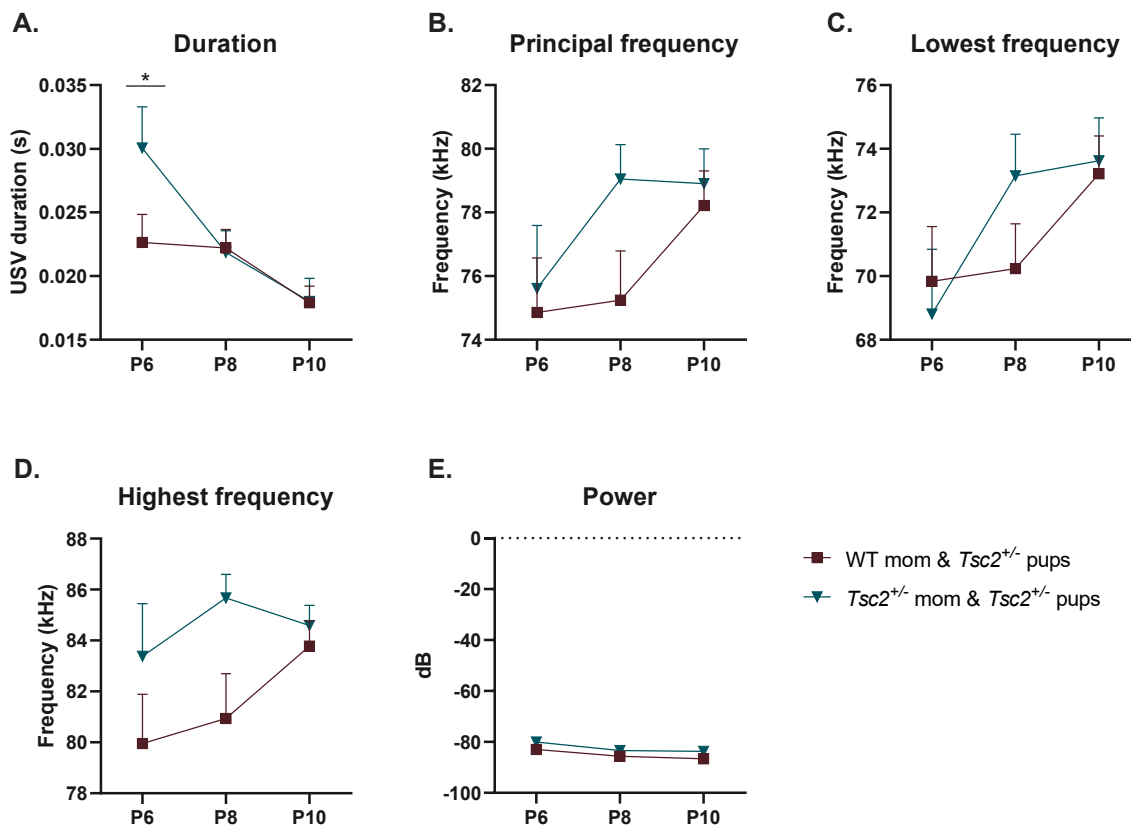 A.
Duration
USV duration (s)
0.035
0.030
0.025
0.020
0.015
*
P6
P8
P10
B.
Principal frequency
Frequency (kHz)
82
80
78
76
74
P6
P8
P10
C.
Lowest frequency
Frequency (kHz)
76
74
72
70
68
P6
P8
P10
D.
Highest frequency
Frequency (kHz)
88
86
84
82
80
78
P6
P8
P10
E.
Power
dB
0
-20
-40
-60
-80
-100
P6
P8
P10
WT mom & Tsc2+/- pups
Tsc2+/- mom & Tsc2+/- pups